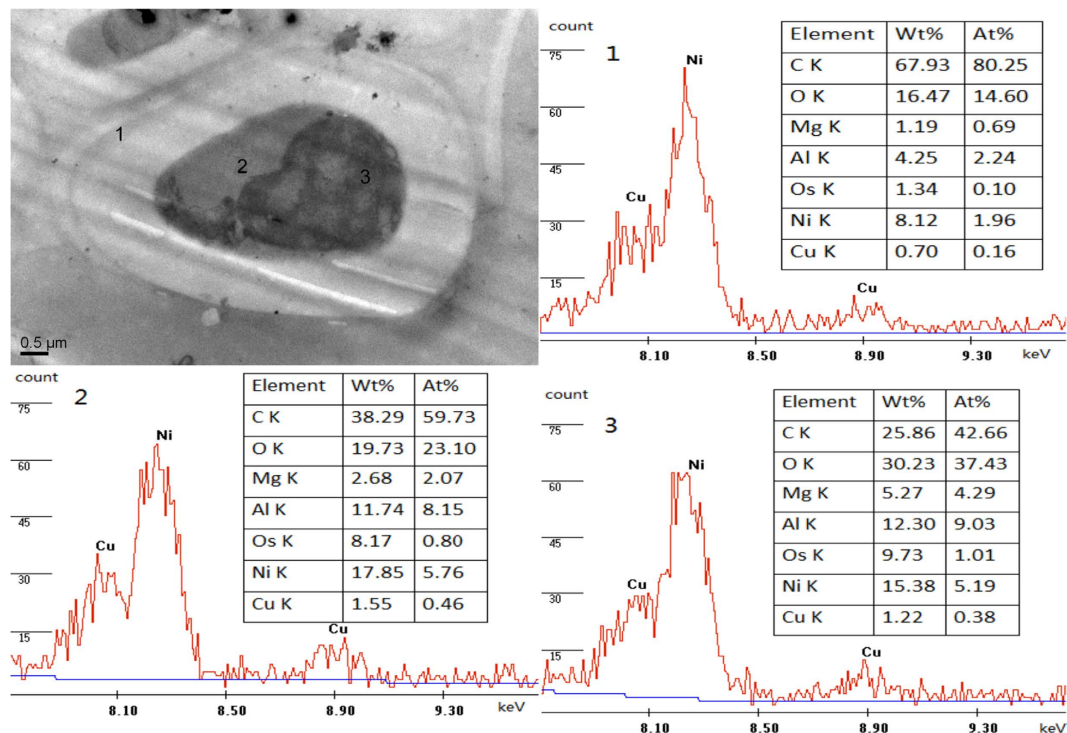 1
2
3
0.5 μm
count
75
60
45
30
15
1
Ni
Cu
Cu
8.10 8.50 8.90 9.30 keV
Element Wt% At%
C K 67.93 80.25
O K 16.47 14.60
Mg K 1.19 0.69
Al K 4.25 2.24
Os K 1.34 0.10
Ni K 8.12 1.96
Cu K 0.70 0.16
count
75
60
45
30
15
2
Ni
Cu
Cu
8.10 8.50 8.90 9.30 keV
Element Wt% At%
C K 38.29 59.73
O K 19.73 23.10
Mg K 2.68 2.07
Al K 11.74 8.15
Os K 8.17 0.80
Ni K 17.85 5.76
Cu K 1.55 0.46
count
75
60
45
30
15
3
Ni
Cu
Cu
8.10 8.50 8.90 9.30 keV
Element Wt% At%
C K 25.86 42.66
O K 30.23 37.43
Mg K 5.27 4.29
Al K 12.30 9.03
Os K 9.73 1.01
Ni K 15.38 5.19
Cu K 1.22 0.38